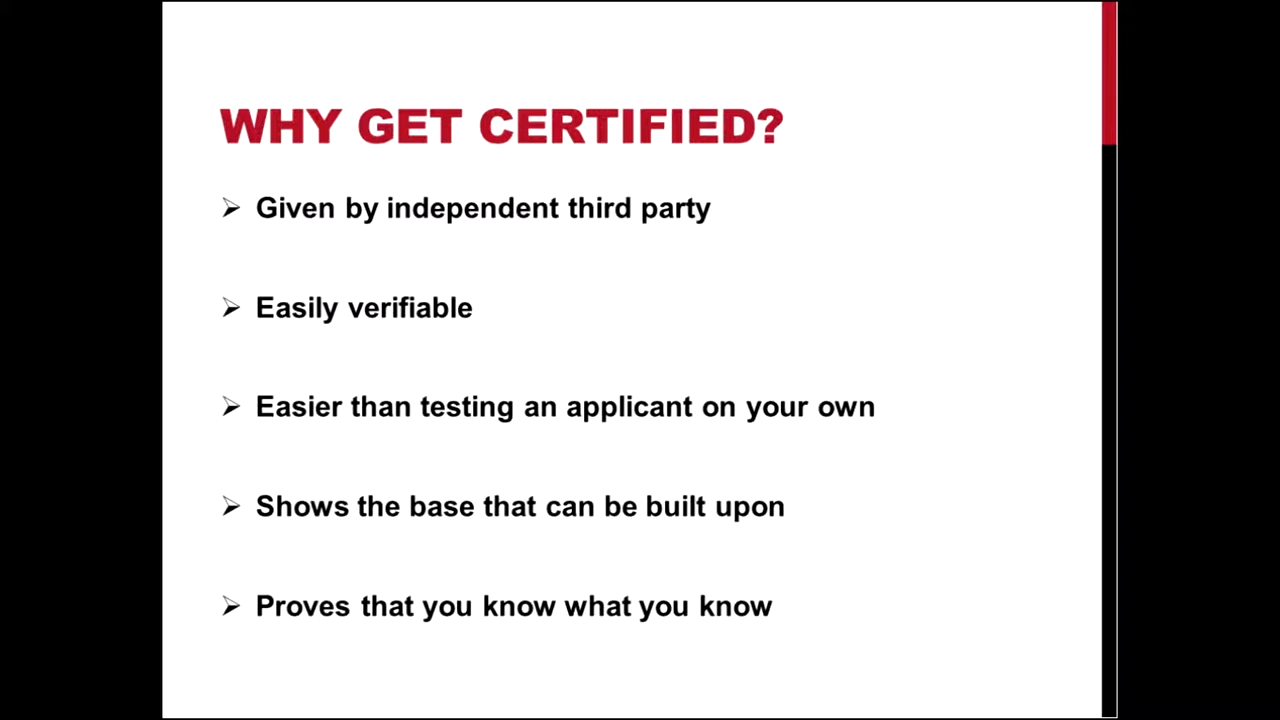 WHY GET CERTIFIED?
Given by independent third party
Easily verifiable
Easier than testing an applicant on your own
Shows the base that can be built upon
Proves that you know what you know